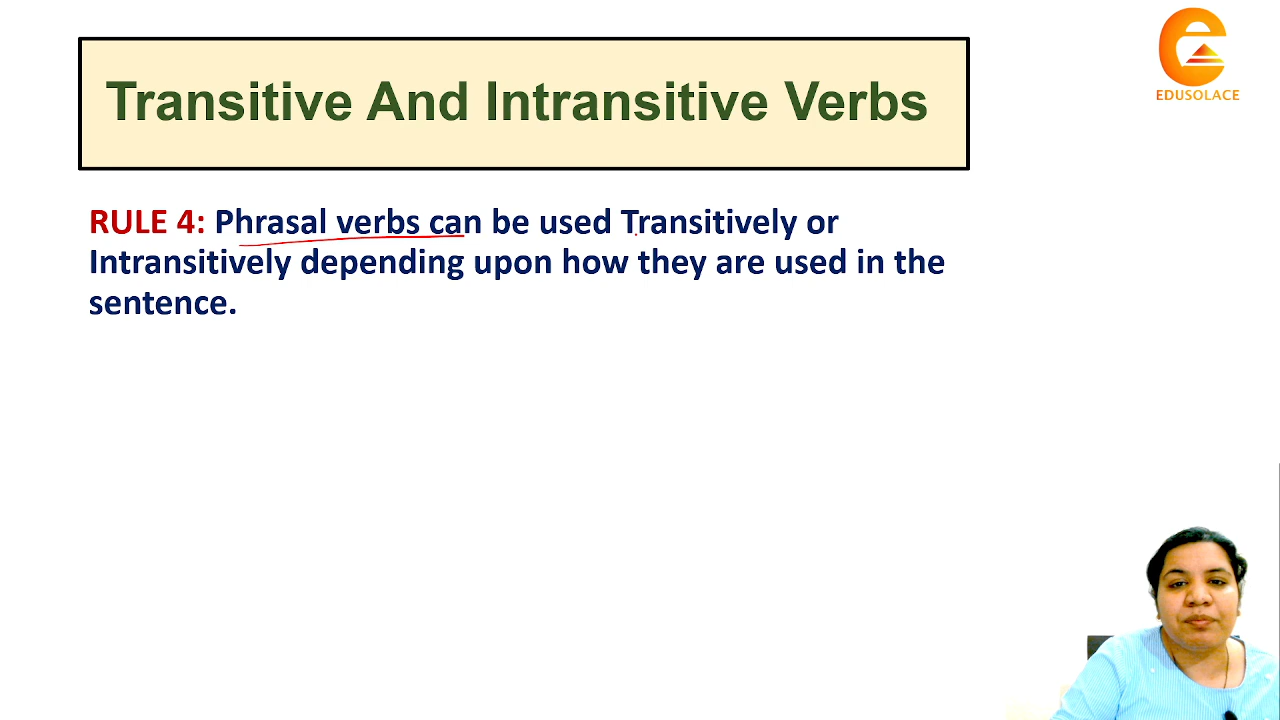 Transitive And Intransitive Verbs
EDUSOLACE
RULE 4: Phrasal verbs can be used Transitively or
Intransitively depending upon how they are used in the
sentence.